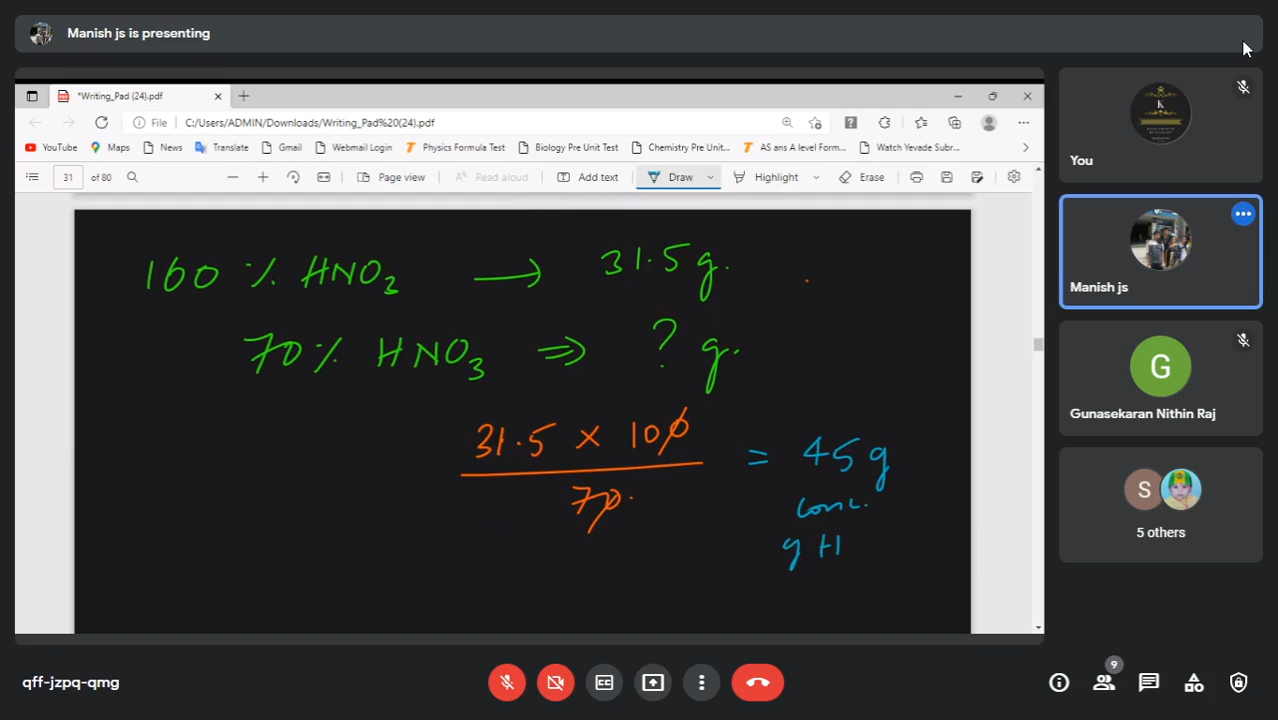 Manish js is presenting
*Writing_Pad (24).pdf
File C:/Users/ADMIN/Downloads/Writing_Pad%20(24).pdf
YouTube Maps News Translate Gmail Webmail Login Physics Formula Test Biology Pre Unit Test Chemistry Pre Unit... AS ans A level Form... Watch Yevade Subr...
31 of 80 Page view Read aloud Add text Draw Highlight Erase
100 % HNO3 → 31.5 g.
70% HNO3 ⇒ ? g.
31.5 × 100
70.
= 45 g
conc.
g H
K
You
Manish js
G
Gunasekaran Nithin Raj
S
5 others
qff-jzpq-qmg
CC
9